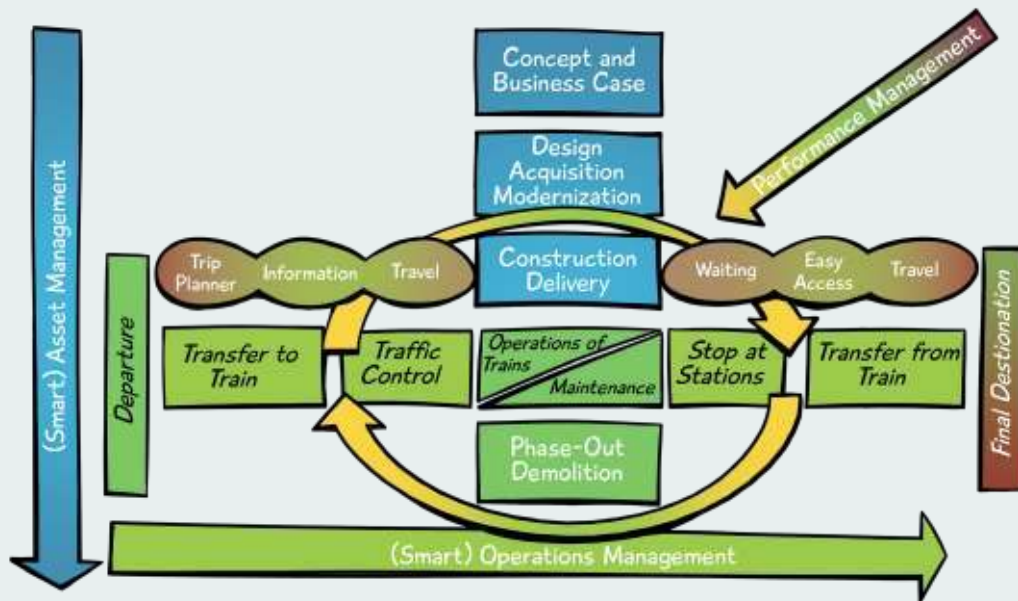 Concept and
Business Case
Performance Management
Design
Acquisition
Modernization
(Smart) Asset Management
Trip
Planner
Information
Travel
Construction
Delivery
Waiting
Easy
Access
Travel
Departure
Transfer to
Train
Traffic
Control
Operations of
Trains
Maintenance
Stop at
Stations
Transfer from
Train
Final Destionation
Phase-Out
Demolition
(Smart) Operations Management